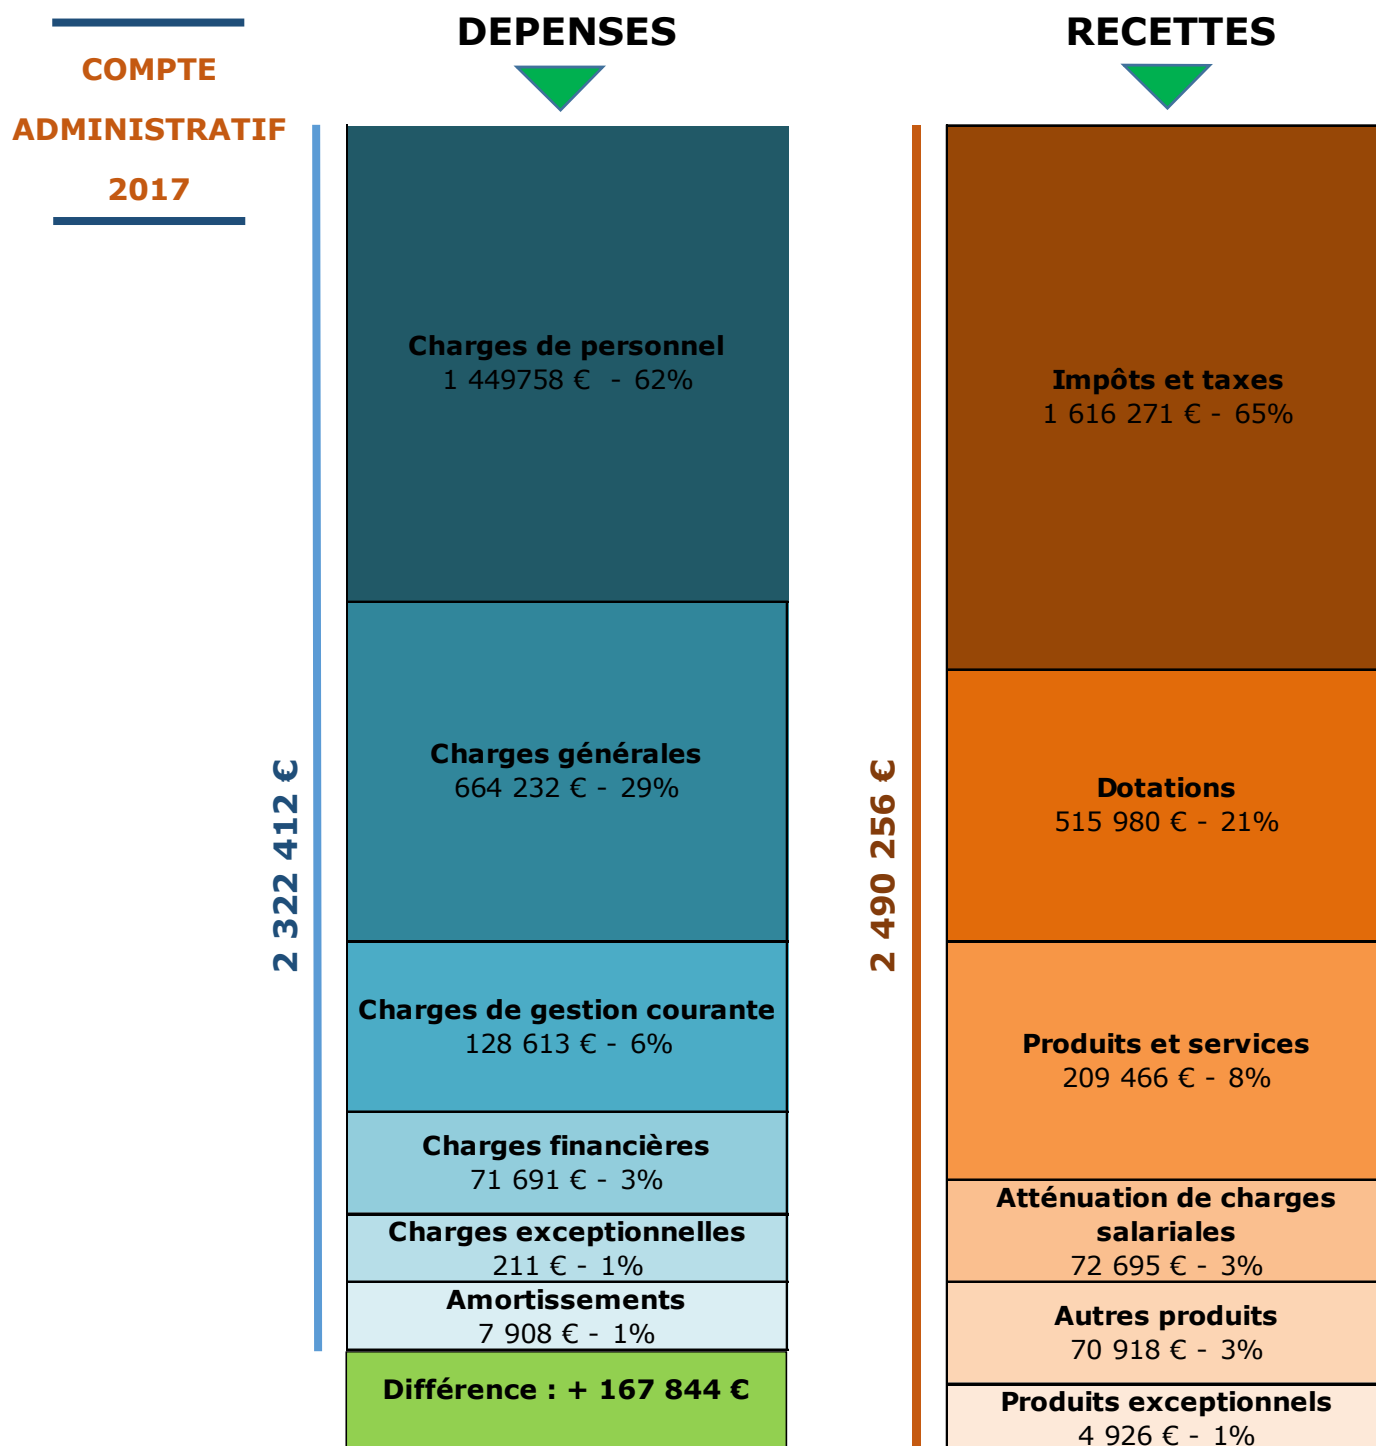 COMPTE
ADMINISTRATIF
2017
DEPENSES
2 322 412 €
Charges de personnel
1 449758 €  - 62%
Charges générales
664 232 € - 29%
Charges de gestion courante
128 613 € - 6%
Charges financières
71 691 € - 3%
Charges exceptionnelles
211 € - 1%
Amortissements
7 908 € - 1%
Différence : + 167 844 €
RECETTES
2 490 256 €
Impôts et taxes
1 616 271 € - 65%
Dotations
515 980 € - 21%
Produits et services
209 466 € - 8%
Atténuation de charges
salariales
72 695 € - 3%
Autres produits
70 918 € - 3%
Produits exceptionnels
4 926 € - 1%